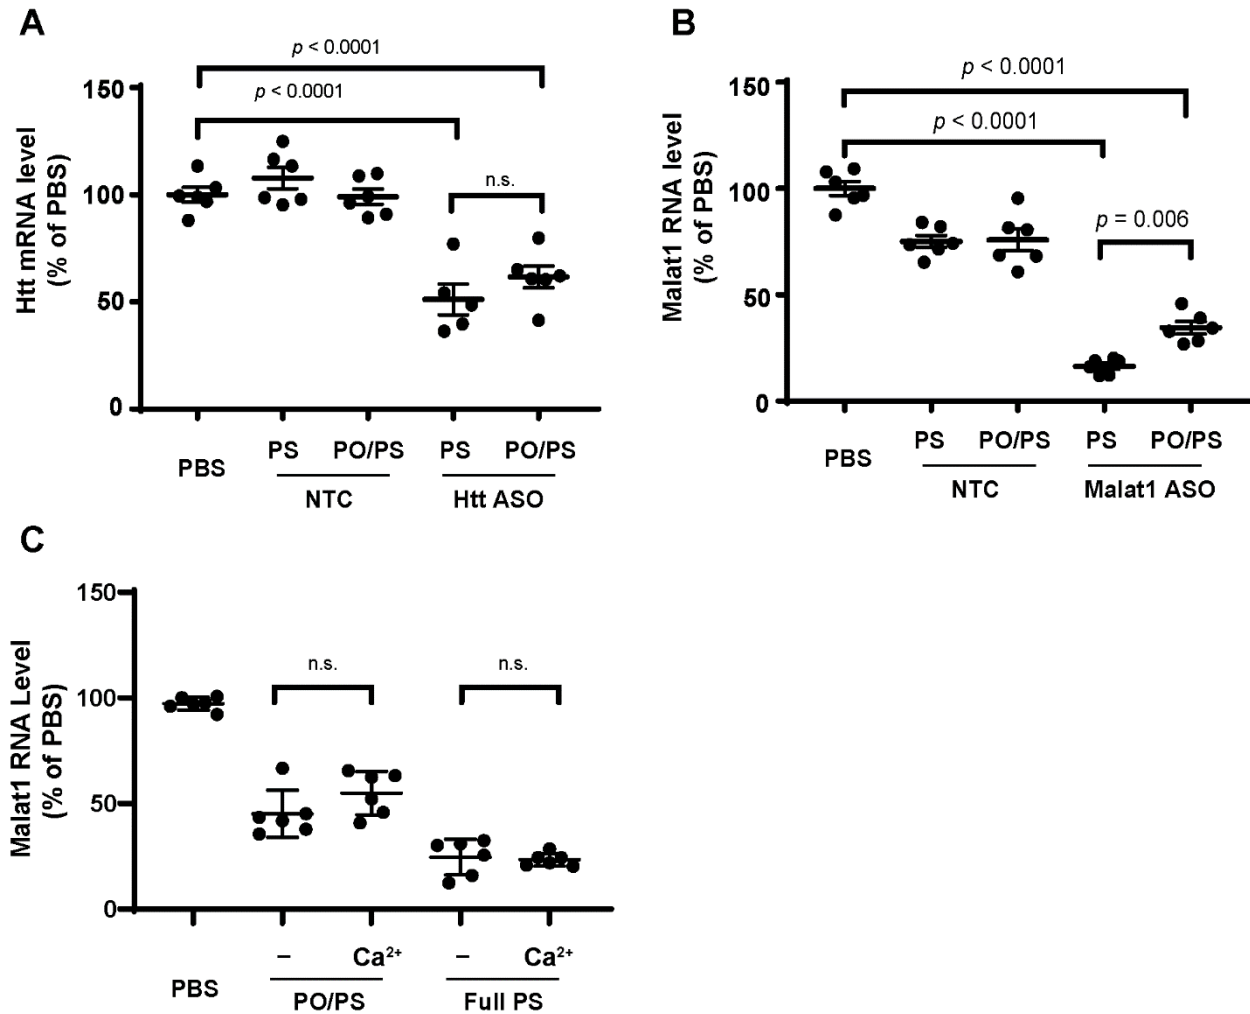 A
p < 0.0001
p < 0.0001
n.s.
150
100
50
0
Htt mRNA level
(% of PBS)
PBS
PS
PO/PS
PS
PO/PS
NTC
Htt ASO
B
p < 0.0001
p < 0.0001
p = 0.006
150
100
50
0
Malat1 RNA level
(% of PBS)
PBS
PS
PO/PS
PS
PO/PS
NTC
Malat1 ASO
C
n.s.
n.s.
150
100
50
0
Malat1 RNA Level
(% of PBS)
PBS
–
Ca²⁺
–
Ca²⁺
PO/PS
Full PS